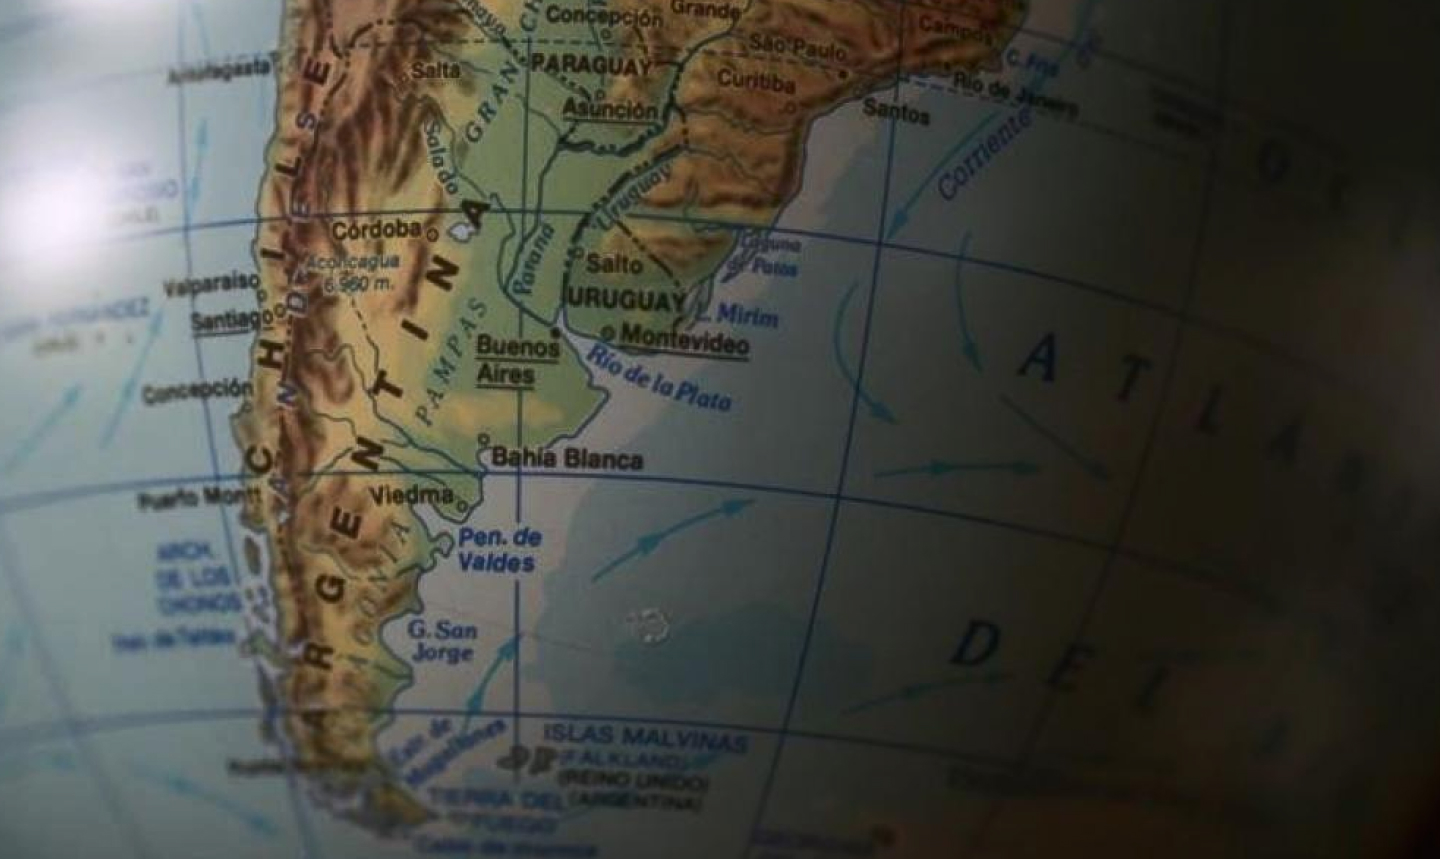 Concepción
Grande
Campos
São Paulo
PARAGUAY
Antofagasta
Salta
GRAN CH
Curitiba
C. Frio
Rio de Janeiro
Asunción
Santos
Corriente
Salado
Uruguay
O
Córdoba
Paraná
Laguna
de Patos
Aconcagua
6.960 m.
Salto
Valparaiso
URUGUAY
Mirim
Santiago
Montevideo
Buenos
Aires
Río de la Plata
PAMPAS
CHILE
ARGENTINA
Concepción
Bahía Blanca
Puerto Montt
Viedma
Pen. de
Valdes
PATAGONIA
ARCH.
DE LOS
CHONOS
G. San
Jorge
ATLAN
DEL
Estr. de
Magallanes
ISLAS MALVINAS
(FALKLAND)
(REINO UNIDO)
(ARGENTINA)
TIERRA DEL
FUEGO